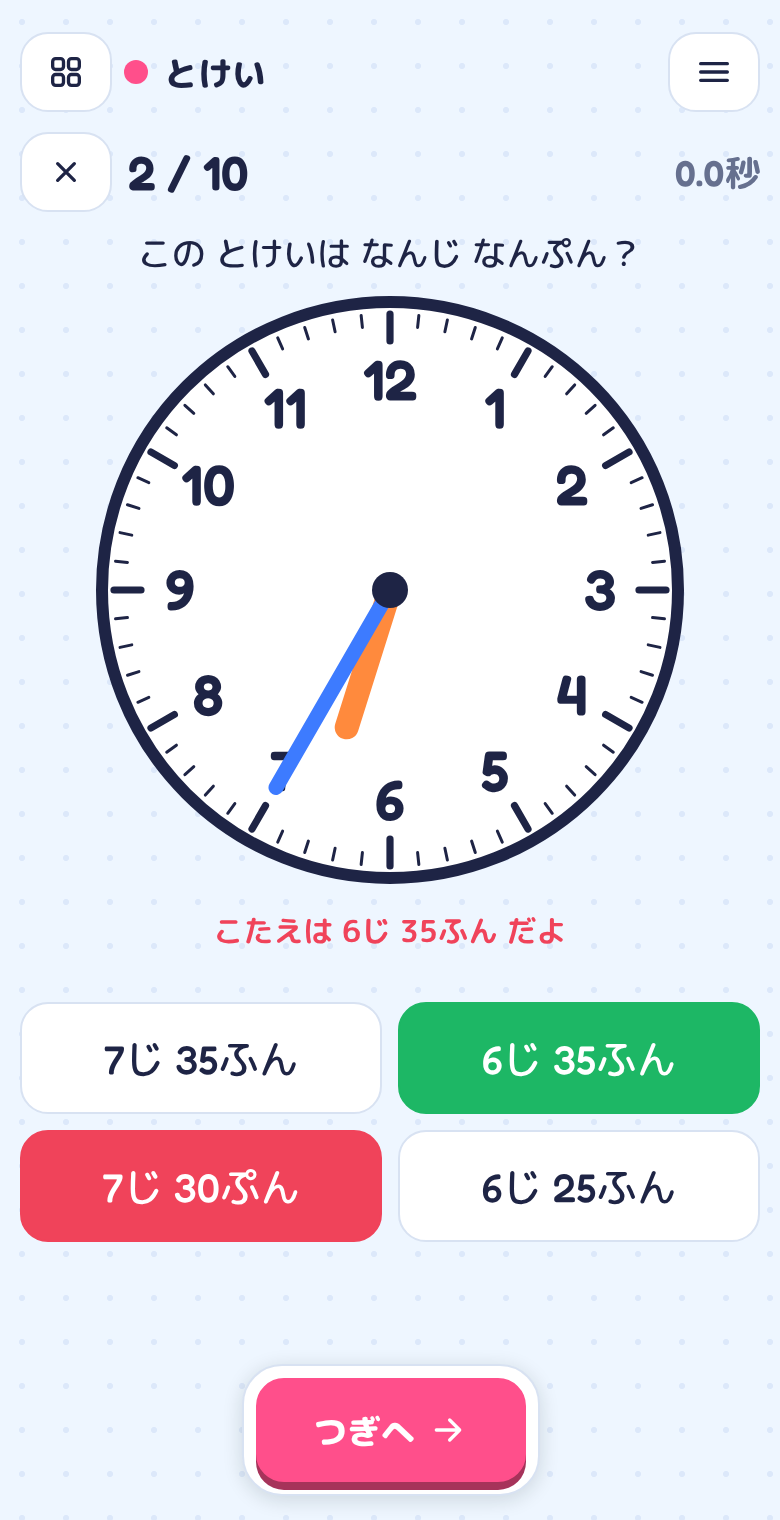 とけい
2 / 10
0.0秒
この とけいは なんじ なんぷん？
12
1
2
3
4
5
6
7
8
9
10
11
こたえは 6じ 35ふん だよ
7じ 35ふん
6じ 35ふん
7じ 30ぷん
6じ 25ふん
つぎへ →